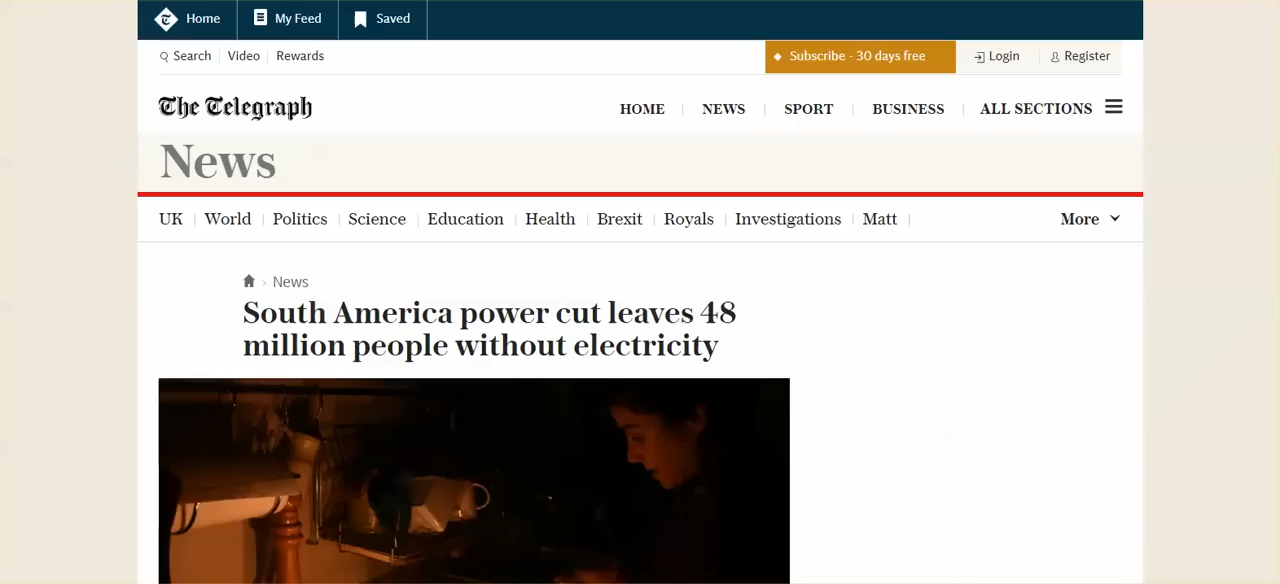 Home My Feed Saved
Search Video Rewards Subscribe - 30 days free Login Register
The Telegraph HOME NEWS SPORT BUSINESS ALL SECTIONS
News
UK World Politics Science Education Health Brexit Royals Investigations Matt More
› News
South America power cut leaves 48
million people without electricity